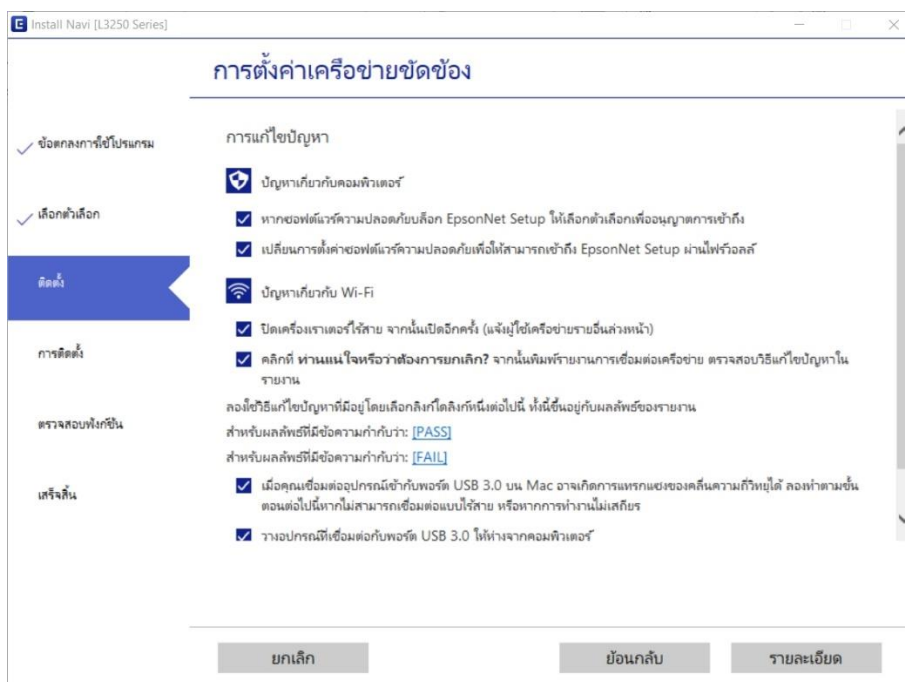 Install Navi [L3250 Series]
การตั้งค่าเครือข่ายขัดข้อง
ข้อตกลงการใช้โปรแกรม
เลือกตัวเลือก
ติดตั้ง
การติดตั้ง
ตรวจสอบฟังก์ชัน
เสร็จสิ้น
การแก้ไขปัญหา
ปัญหาเกี่ยวกับคอมพิวเตอร์
หากซอฟต์แวร์ความปลอดภัยบล็อก EpsonNet Setup ให้เลือกตัวเลือกเพื่ออนุญาตการเข้าถึง
เปลี่ยนการตั้งค่าซอฟต์แวร์ความปลอดภัยเพื่อให้สามารถเข้าถึง EpsonNet Setup ผ่านไฟร์วอลล์
ปัญหาเกี่ยวกับ Wi-Fi
ปิดเครื่องเราเตอร์ไร้สาย จากนั้นเปิดอีกครั้ง (แจ้งผู้ใช้เครือข่ายรายอื่นล่วงหน้า)
คลิกที่ ท่านแน่ใจหรือว่าต้องการยกเลิก? จากนั้นพิมพ์รายงานการเชื่อมต่อเครือข่าย ตรวจสอบวิธีแก้ไขปัญหาใน
รายงาน
ลองใช้วิธีแก้ไขปัญหาที่มีอยู่โดยเลือกลิงก์ใดลิงก์หนึ่งต่อไปนี้ ทั้งนี้ขึ้นอยู่กับผลลัพธ์ของรายงาน
สำหรับผลลัพธ์ที่มีข้อความกำกับว่า: [PASS]
สำหรับผลลัพธ์ที่มีข้อความกำกับว่า: [FAIL]
เมื่อคุณเชื่อมต่ออุปกรณ์เข้ากับพอร์ต USB 3.0 บน Mac อาจเกิดการแทรกแซงของคลื่นความถี่วิทยุได้ ลองทำตามขั้น
ตอนต่อไปนี้หากไม่สามารถเชื่อมต่อแบบไร้สาย หรือหากการทำงานไม่เสถียร
วางอุปกรณ์ที่เชื่อมต่อกับพอร์ต USB 3.0 ให้ห่างจากคอมพิวเตอร์
ยกเลิก
ย้อนกลับ
รายละเอียด